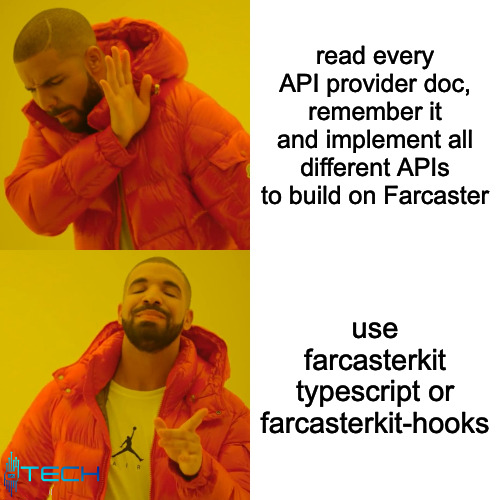 read every
API provider doc,
remember it
and implement all
different APIs
to build on Farcaster
use
farcasterkit
typescript or
farcasterkit-hooks
AIR
TECH